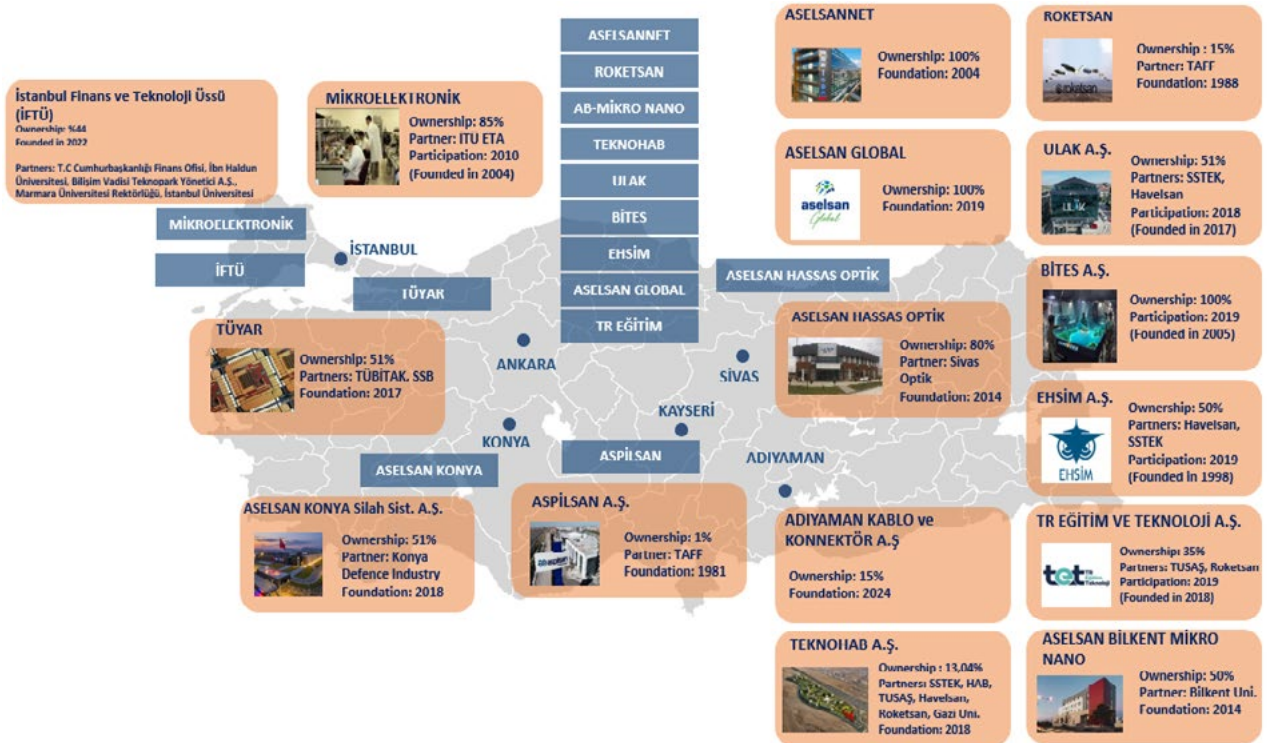 ASELSANNET
ROKETSAN
AB-MİKRO NANO
TEKNOHAB
ULAK
BİTES
EHSİM
ASELSAN GLOBAL
TR EĞİTİM
İstanbul Finans ve Teknoloji Üssü
(İFTÜ)
Ownership: %44
Founded in 2022
Partners: T.C Cumhurbaşkanlığı Finans Ofisi, İbn Haldun
Üniversitesi, Bilişim Vadisi Teknopark Yönetici A.Ş.,
Marmara Üniversitesi Rektörlüğü, İstanbul Üniversitesi
MİKROELEKTRONİK
Ownership: 85%
Partner: ITU ETA
Participation: 2010
(Founded in 2004)
MİKROELEKTRONİK
İFTÜ
İSTANBUL
TÜYAR
TÜYAR
Ownership: 51%
Partners: TÜBİTAK, SSB
Foundation: 2017
ANKARA
KONYA
ASELSAN KONYA
ASELSAN KONYA Silah Sist. A.Ş.
Ownership: 51%
Partner: Konya
Defence Industry
Foundation: 2018
KAYSERİ
ASPİLSAN
ASPİLSAN A.Ş.
aspilsan
Ownership: 1%
Partner: TAFF
Foundation: 1981
SİVAS
ASELSAN HASSAS OPTİK
ASELSAN HASSAS OPTİK
Ownership: 80%
Partner: Sivas
Optik
Foundation: 2014
ADIYAMAN
ADIYAMAN KABLO ve
KONNEKTÖR A.Ş
Ownership: 15%
Foundation: 2024
TEKNOHAB A.Ş.
Ownership : 13,04%
Partners: SSTEK, HAB,
TUSAŞ, Havelsan,
Roketsan, Gazi Uni.
Foundation: 2018
ASELSANNET
Ownership: 100%
Foundation: 2004
ASELSAN GLOBAL
aselsan
Global
Ownership: 100%
Foundation: 2019
ROKETSAN
roketsan
Ownership : 15%
Partner: TAFF
Foundation: 1988
ULAK A.Ş.
ULAK
Ownership: 51%
Partners: SSTEK,
Havelsan
Participation: 2018
(Founded in 2017)
BİTES A.Ş.
Ownership: 100%
Participation: 2019
(Founded in 2005)
EHSİM A.Ş.
EHSİM
Ownership: 50%
Partners: Havelsan,
SSTEK
Participation: 2019
(Founded in 1998)
TR EĞİTİM VE TEKNOLOJİ A.Ş.
tet TR Eğitim Teknoloji
Ownership: 35%
Partners: TUSAŞ, Roketsan
Participation: 2019
(Founded in 2018)
ASELSAN BİLKENT MİKRO
NANO
Ownership: 50%
Partner: Bilkent Uni.
Foundation: 2014